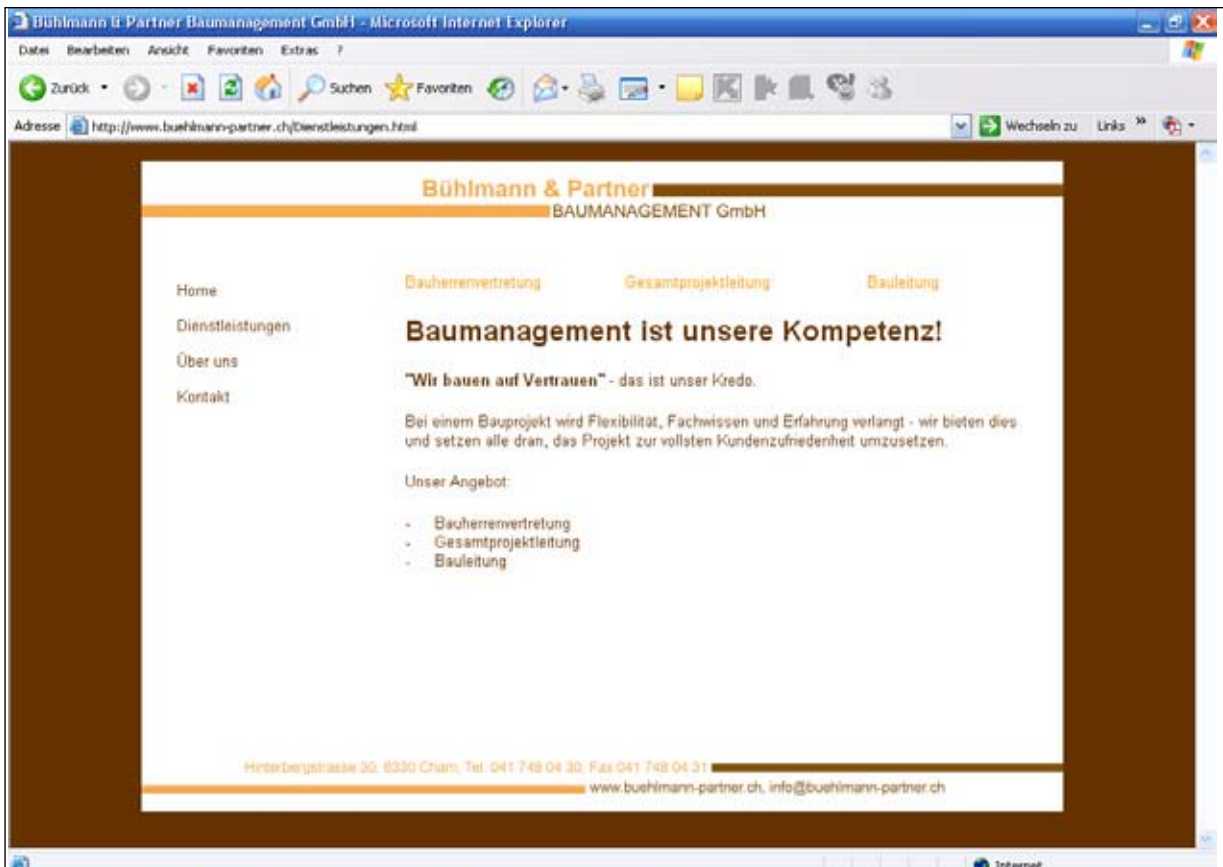 Bühlmann & Partner Baumanagement GmbH - Microsoft Internet Explorer
Datei Bearbeiten Ansicht Favoriten Extras ?
Zurück Suchen Favoriten
Adresse http://www.buehlmann-partner.ch/Dienstleistungen.html Wechseln zu Links »
Bühlmann & Partner
BAUMANAGEMENT GmbH
Home
Dienstleistungen
Über uns
Kontakt
Bauherrenvertretung Gesamtprojektleitung Bauleitung
Baumanagement ist unsere Kompetenz!
"Wir bauen auf Vertrauen" - das ist unser Kredo.
Bei einem Bauprojekt wird Flexibilität, Fachwissen und Erfahrung verlangt - wir bieten dies
und setzen alle dran, das Projekt zur vollsten Kundenzufriedenheit umzusetzen.
Unser Angebot:
- Bauherrenvertretung
- Gesamtprojektleitung
- Bauleitung
Hinterbergstrasse 30, 6330 Cham, Tel. 041 748 04 30, Fax 041 748 04 31
www.buehlmann-partner.ch, info@buehlmann-partner.ch
Internet